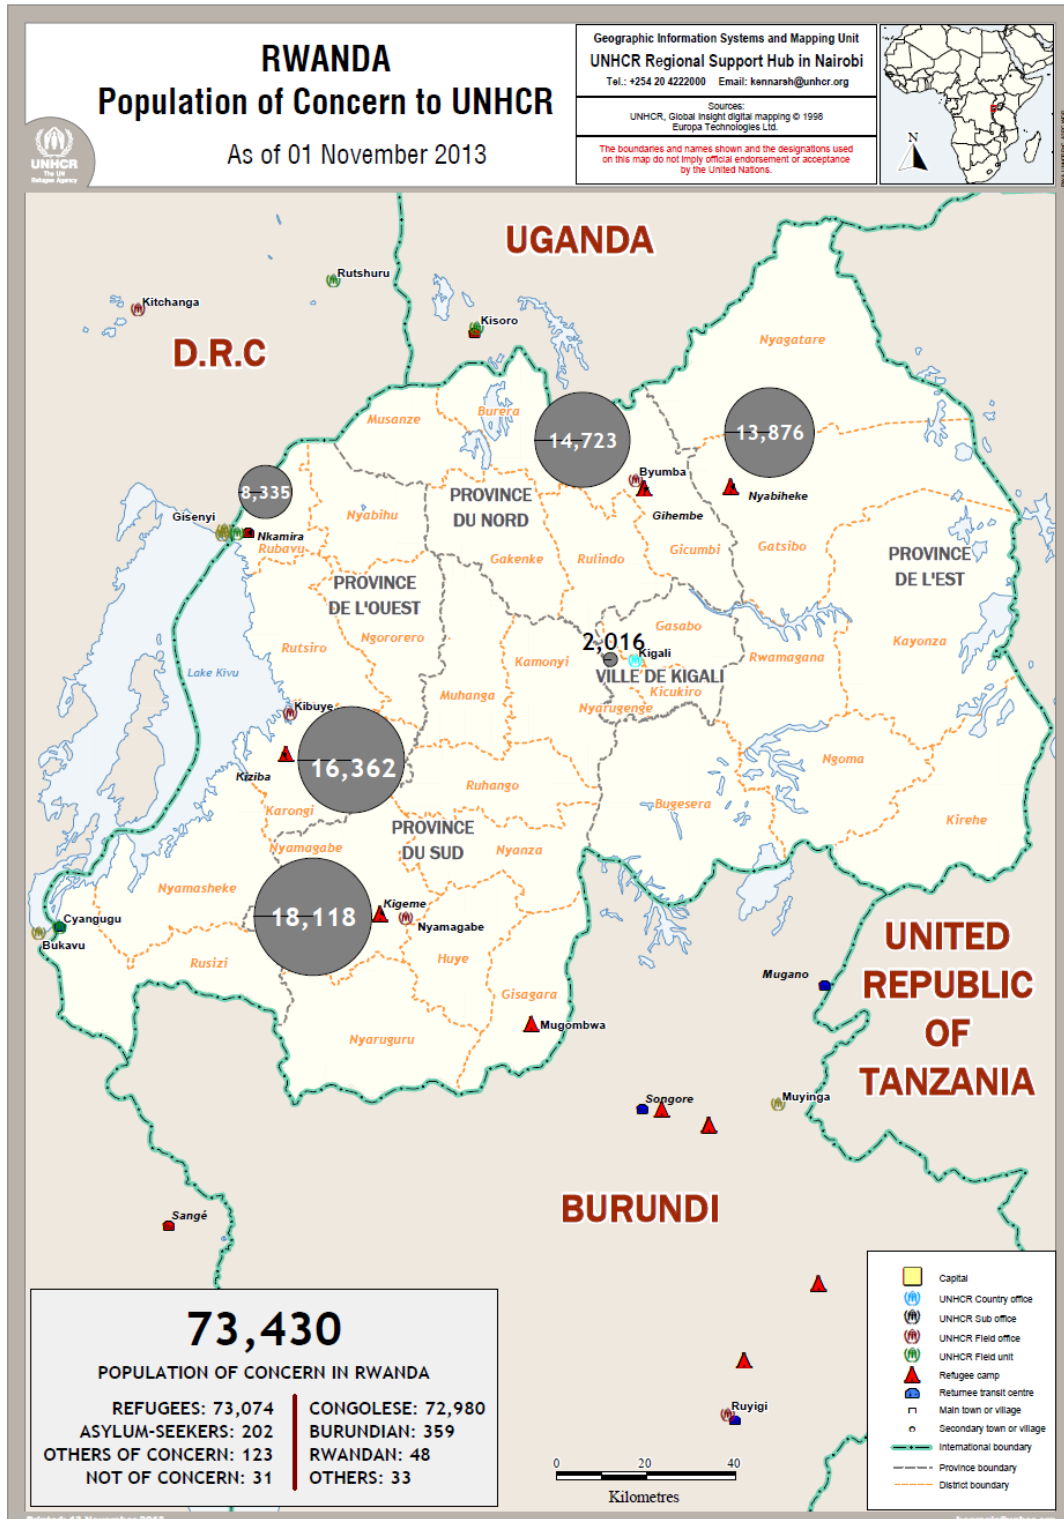 RWANDA
Population of Concern to UNHCR
As of 01 November 2013
UNHCR
The UN
Refugee Agency
Geographic Information Systems and Mapping Unit
UNHCR Regional Support Hub in Nairobi
Tel.: +254 20 4222000 Email: kennarsh@unhcr.org
Sources:
UNHCR, Global Insight digital mapping © 1998
Europa Technologies Ltd.
The boundaries and names shown and the designations used
on this map do not imply official endorsement or acceptance
by the United Nations.
N
UGANDA
Rutshuru
Kitchanga
Kisoro
D.R.C
Nyagatare
Musanze
Burera
14,723
13,876
8,335
Byumba
Nyabiheke
PROVINCE
DU NORD
Gihembe
Gisenyi
Nkamira
Rubavu
Nyabihu
Gakenke
Rulindo
Gicumbi
Gatsibo
PROVINCE
DE L'EST
PROVINCE
DE L'OUEST
Ngororero
Rutsiro
Lake Kivu
Gasabo
2,016
Kigali
Kayonza
Rwamagana
Kamonyi
VILLE DE KIGALI
Kicukiro
Muhanga
Nyarugenge
Kibuye
16,362
Kiziba
Ruhango
Ngoma
Bugesera
Karongi
Kirehe
PROVINCE
DU SUD
Nyamagabe
Nyanza
Nyamasheke
Kigeme
18,118
Nyamagabe
Cyangugu
Bukavu
Rusizi
Huye
Gisagara
Mugombwa
Nyaruguru
UNITED
REPUBLIC
OF
TANZANIA
Mugano
Songore
Muyinga
BURUNDI
Sangé
Ruyigi
73,430
POPULATION OF CONCERN IN RWANDA
REFUGEES: 73,074
ASYLUM-SEEKERS: 202
OTHERS OF CONCERN: 123
NOT OF CONCERN: 31
CONGOLESE: 72,980
BURUNDIAN: 359
RWANDAN: 48
OTHERS: 33
0 20 40
Kilometres
Capital
UNHCR Country office
UNHCR Sub office
UNHCR Field office
UNHCR Field unit
Refugee camp
Returnee transit centre
Main town or village
Secondary town or village
International boundary
Province boundary
District boundary